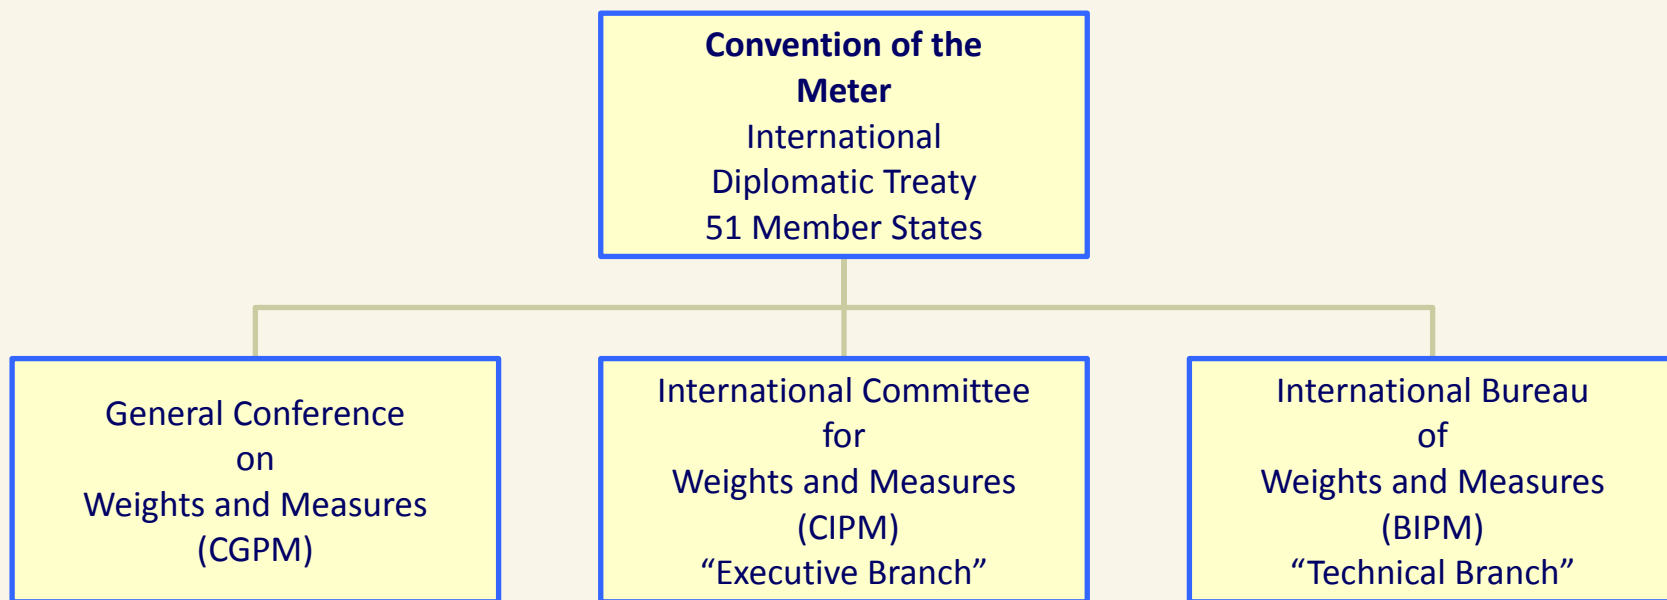 Convention of the
Meter
International
Diplomatic Treaty
51 Member States
General Conference
on
Weights and Measures
(CGPM)
International Committee
for
Weights and Measures
(CIPM)
“Executive Branch”
International Bureau
of
Weights and Measures
(BIPM)
“Technical Branch”